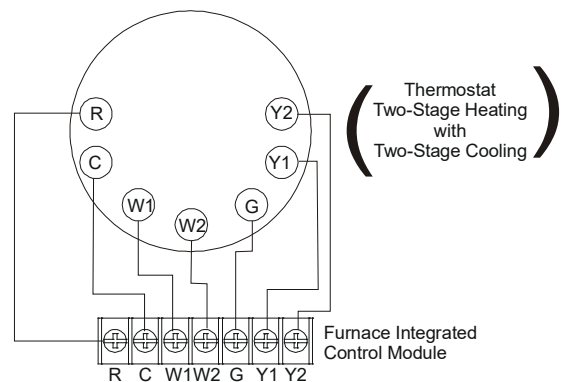 R
Y2
C
Y1
W1
G
W2
Thermostat
Two-Stage Heating
with
Two-Stage Cooling
Furnace Integrated
Control Module
R C W1 W2 G Y1 Y2